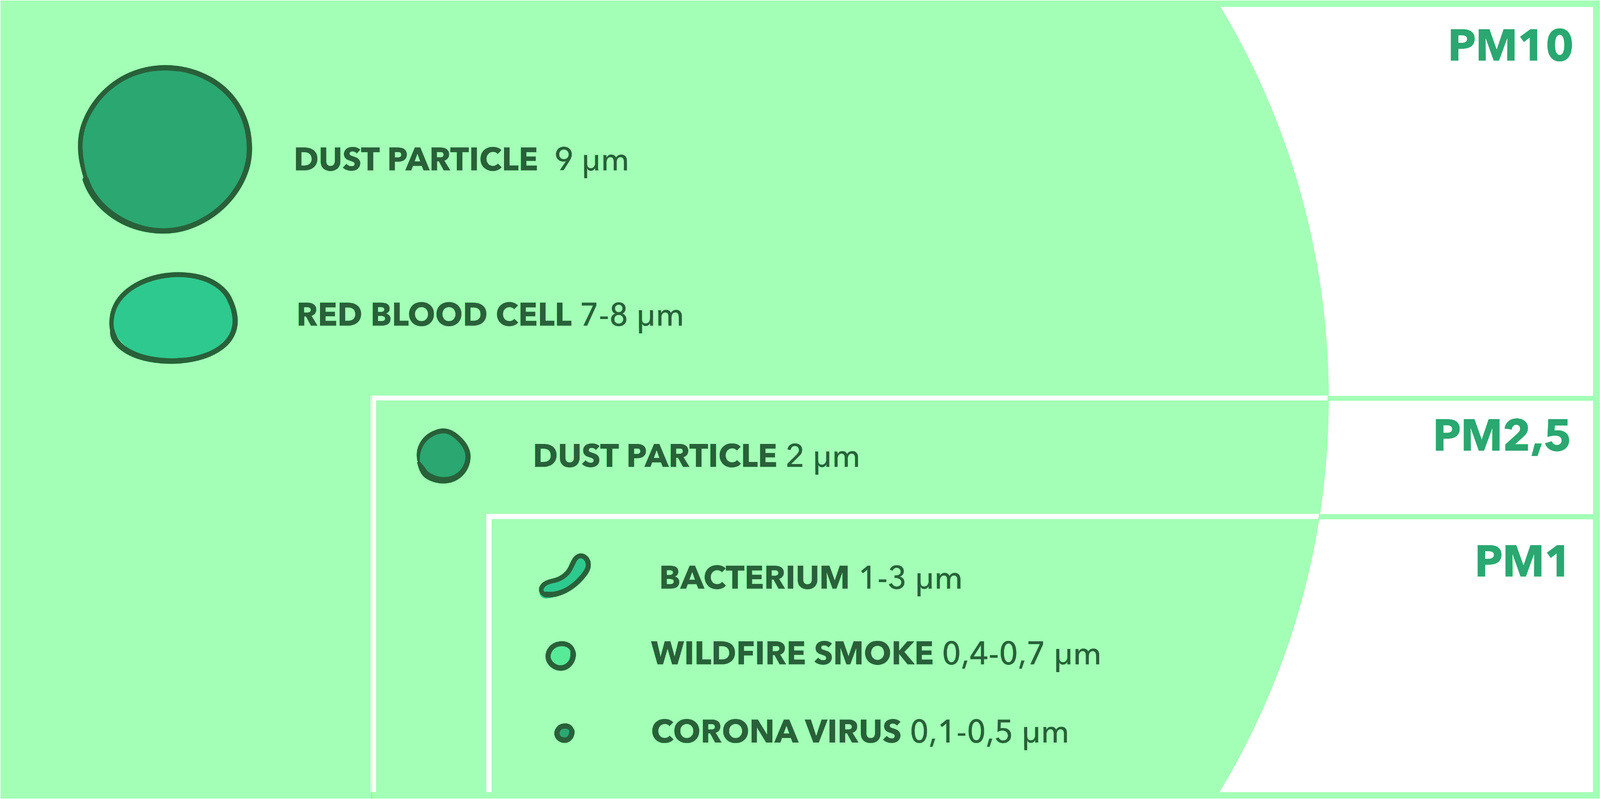 PM10
DUST PARTICLE 9 µm
RED BLOOD CELL 7-8 µm
PM2,5
DUST PARTICLE 2 µm
PM1
BACTERIUM 1-3 µm
WILDFIRE SMOKE 0,4-0,7 µm
CORONA VIRUS 0,1-0,5 µm